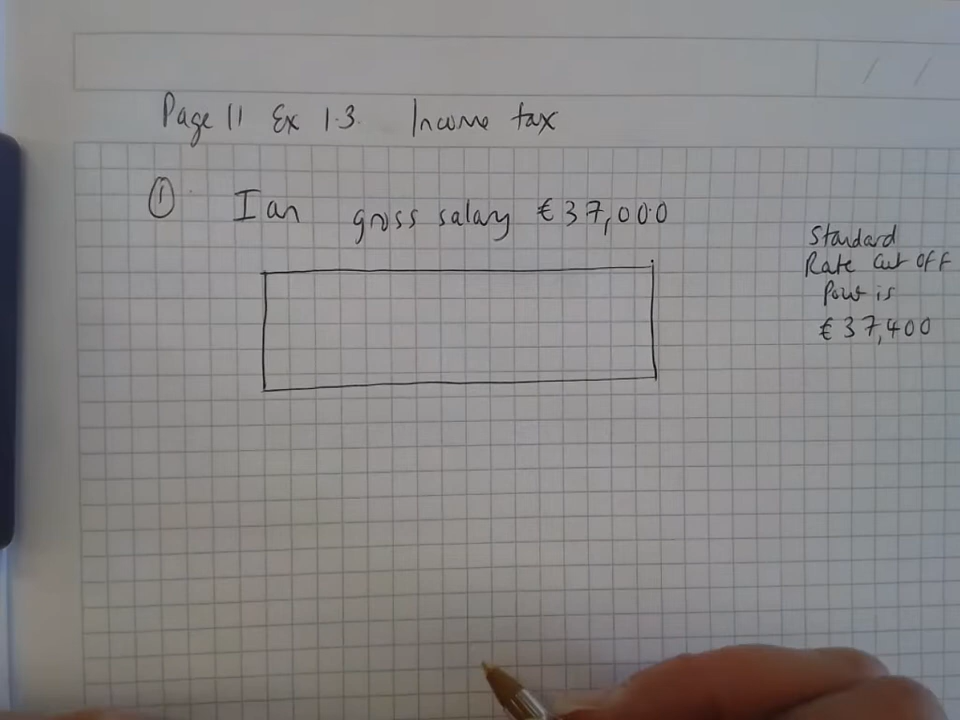 Page 11 Ex 1.3. Income tax
① Ian gross salary €37,000
Standard
Rate Cut OFF
Point is
€37,400